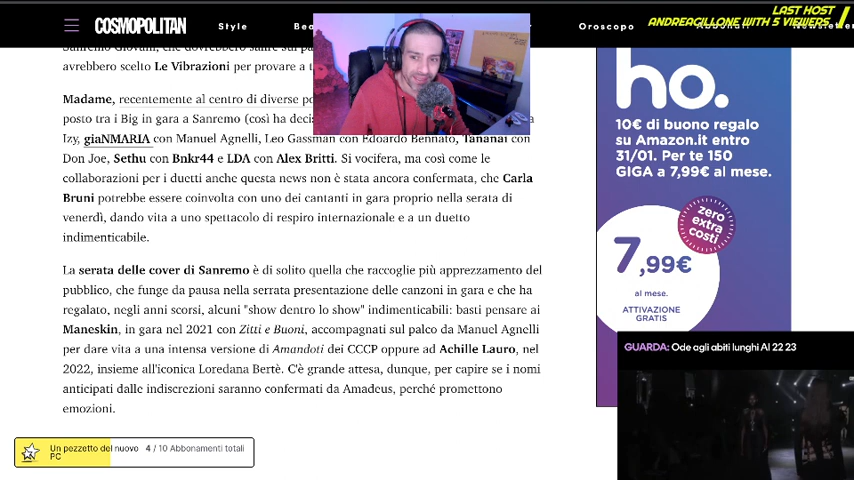 LAST HOST
ANDREAGILLONE WITH 5 VIEWERS
COSMOPOLITAN
Style
Oroscopo
Sanremo Giovani, che dovrebbero salire sul
avrebbero scelto Le Vibrazioni per provare a
Madame, recentemente al centro di diverse
posto tra i Big in gara a Sanremo (così ha
Izy, giaNMARIA con Manuel Agnelli, Leo Gassman con Edoardo Bennato, Tananai con
Don Joe, Sethu con Bnkr44 e LDA con Alex Britti. Si vocifera, ma così come le
collaborazioni per i duetti anche questa news non è stata ancora confermata, che Carla
Bruni potrebbe essere coinvolta con uno dei cantanti in gara proprio nella serata di
venerdì, dando vita a uno spettacolo di respiro internazionale e a un duetto
indimenticabile.
La serata delle cover di Sanremo è di solito quella che raccoglie più apprezzamento del
pubblico, che funge da pausa nella serrata presentazione delle canzoni in gara e che ha
regalato, negli anni scorsi, alcuni "show dentro lo show" indimenticabili: basti pensare ai
Maneskin, in gara nel 2021 con Zitti e Buoni, accompagnati sul palco da Manuel Agnelli
per dare vita a una intensa versione di Amandoti dei CCCP oppure ad Achille Lauro, nel
2022, insieme all'iconica Loredana Bertè. C'è grande attesa, dunque, per capire se i nomi
anticipati dalle indiscrezioni saranno confermati da Amadeus, perché promettono
emozioni.
ho.
10€ di buono regalo
su Amazon.it entro
31/01. Per te 150
GIGA a 7,99€ al mese.
zero
extra
costi
7,99€
al mese.
ATTIVAZIONE
GRATIS
GUARDA: Ode agli abiti lunghi AI 22 23
Un pezzetto del nuovo 4 / 10 Abbonamenti totali
PC